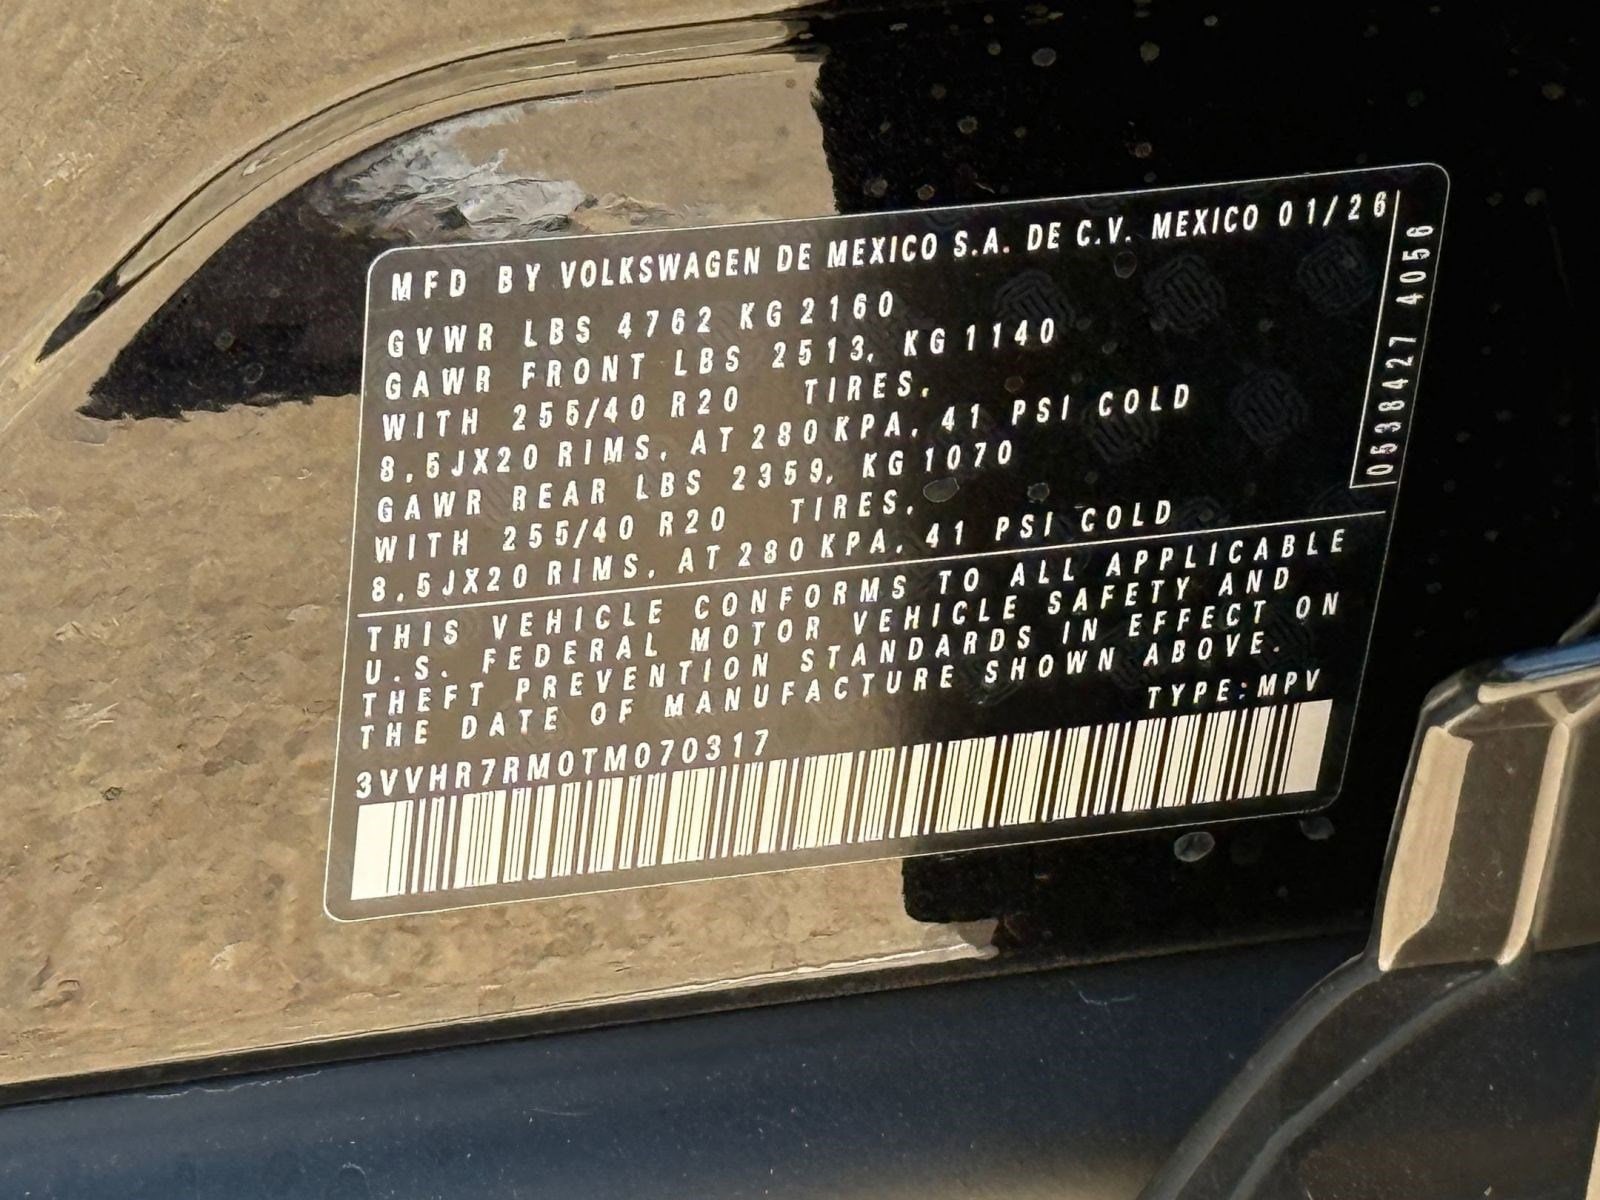 MFD BY VOLKSWAGEN DE MEXICO S.A. DE C.V. MEXICO 01/26
GVWR LBS 4762 KG 2160
GAWR FRONT LBS 2513, KG 1140
WITH 255/40 R20 TIRES,
8,5JX20 RIMS, AT 280 KPA, 41 PSI COLD
GAWR REAR LBS 2359, KG 1070
WITH 255/40 R20 TIRES,
8,5JX20 RIMS, AT 280 KPA, 41 PSI COLD
THIS VEHICLE CONFORMS TO ALL APPLICABLE
U.S. FEDERAL MOTOR VEHICLE SAFETY AND
THEFT PREVENTION STANDARDS IN EFFECT ON
THE DATE OF MANUFACTURE SHOWN ABOVE.
TYPE:MPV
3VVHR7RM0TM070317
0538427 4056